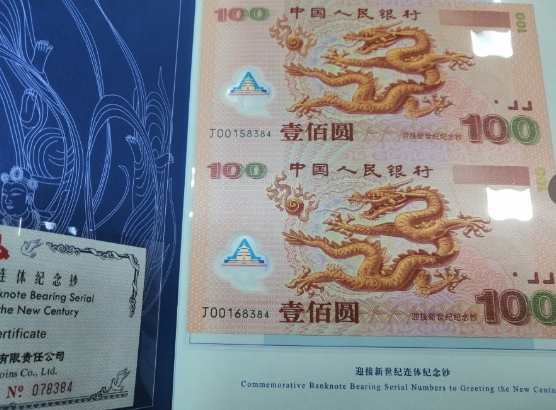 100 中国人民银行
100
J00158384 壹佰圆 迎接新世纪纪念钞 100
100 中国人民银行
100
J00168384 壹佰圆 迎接新世纪纪念钞 100
连体纪念钞
Banknote Bearing Serial
the New Century
Certificate
有限责任公司
Coins Co., Ltd.
Nº 078384
迎接新世纪连体纪念钞
Commemorative Banknote Bearing Serial Numbers to Greeting the New Centu